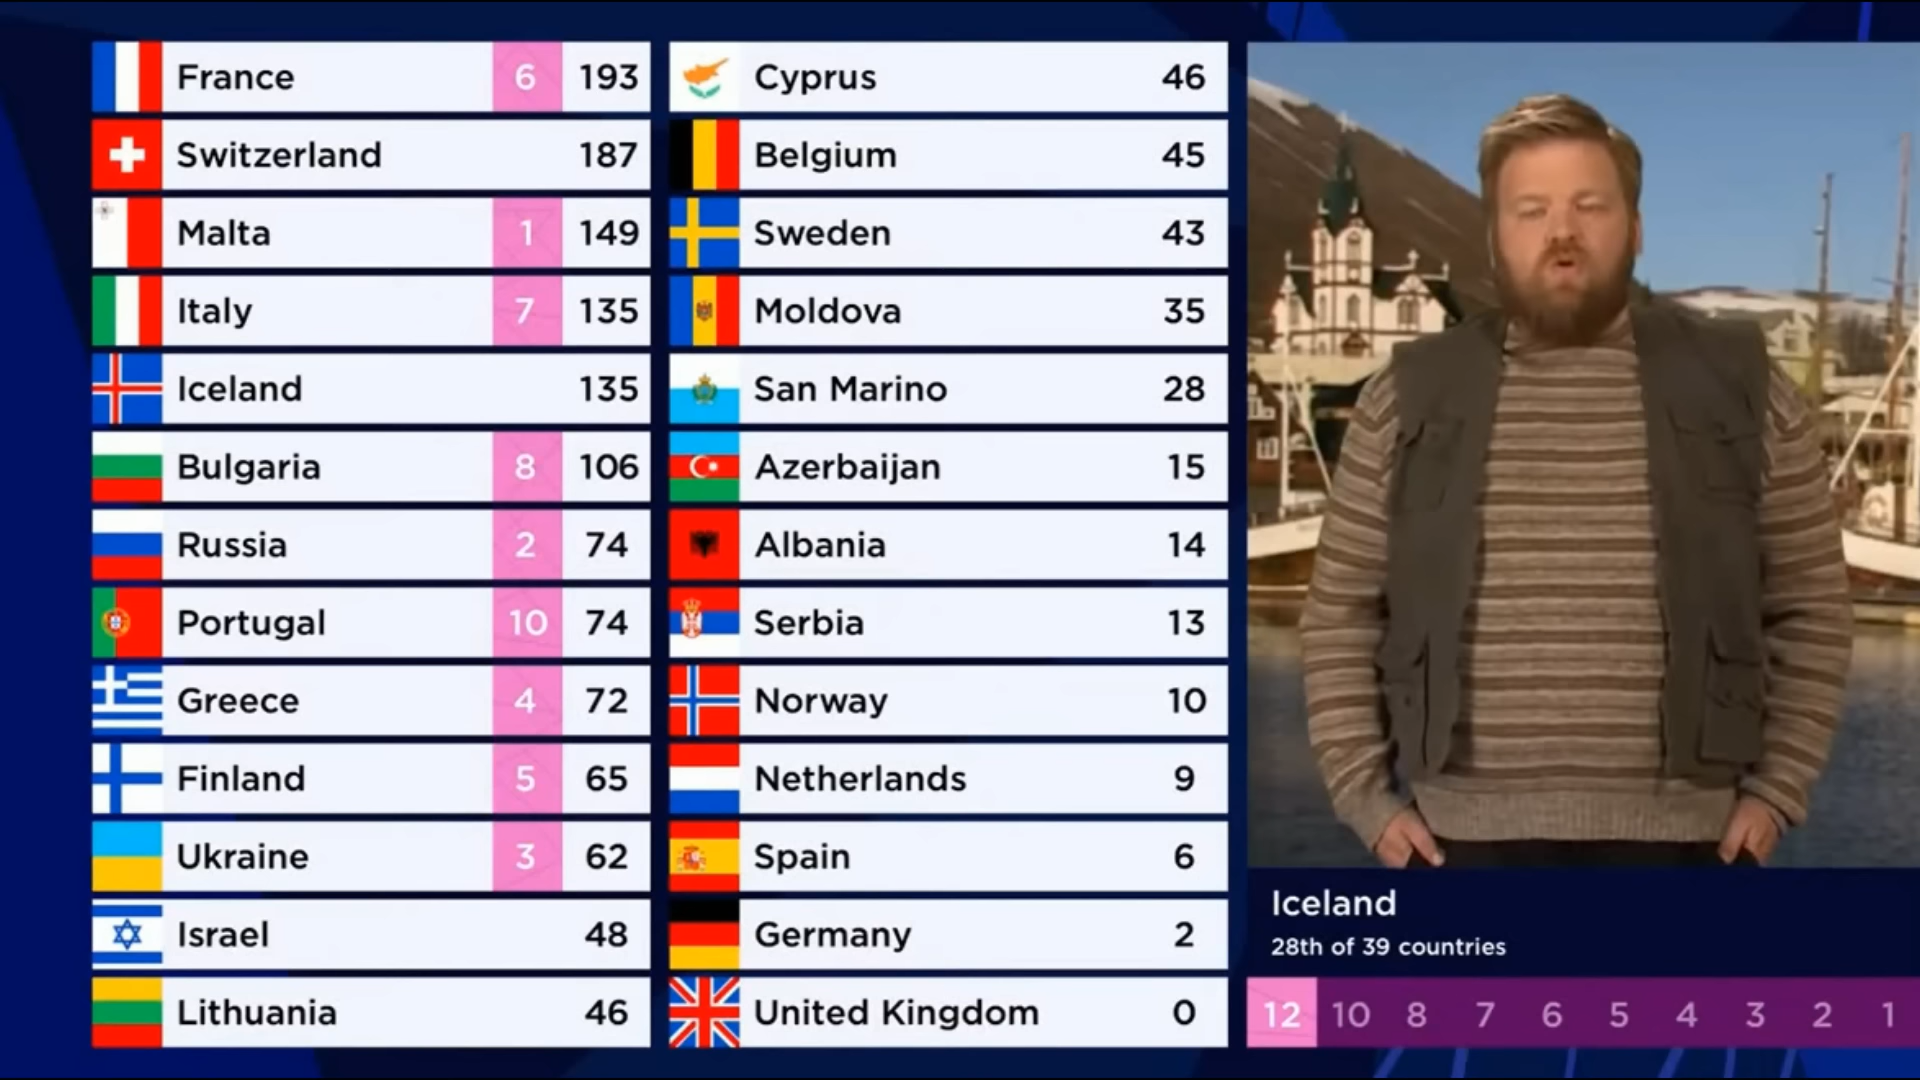 France 6 193
Switzerland 187
Malta 1 149
Italy 7 135
Iceland 135
Bulgaria 8 106
Russia 2 74
Portugal 10 74
Greece 4 72
Finland 5 65
Ukraine 3 62
Israel 48
Lithuania 46
Cyprus 46
Belgium 45
Sweden 43
Moldova 35
San Marino 28
Azerbaijan 15
Albania 14
Serbia 13
Norway 10
Netherlands 9
Spain 6
Germany 2
United Kingdom 0
Iceland
28th of 39 countries
12 10 8 7 6 5 4 3 2 1